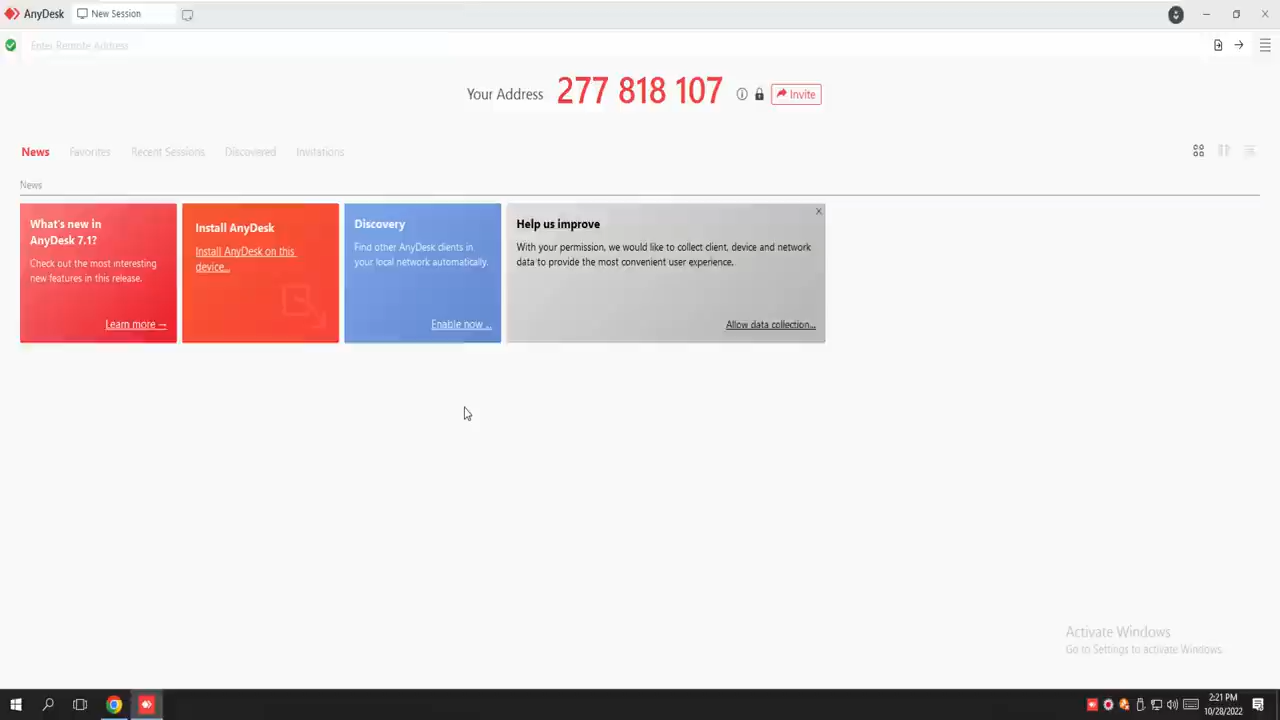 AnyDesk
New Session
Enter Remote Address
Your Address 277 818 107
Invite
News Favorites Recent Sessions Discovered Invitations
News
What's new in
AnyDesk 7.1?
Check out the most interesting
new features in this release.
Learn more →
Install AnyDesk
Install AnyDesk on this
device...
Discovery
Find other AnyDesk clients in
your local network automatically.
Enable now ..
Help us improve
X
With your permission, we would like to collect client, device and network
data to provide the most convenient user experience.
Allow data collection...
Activate Windows
Go to Settings to activate Windows.
2:21 PM
10/28/2022